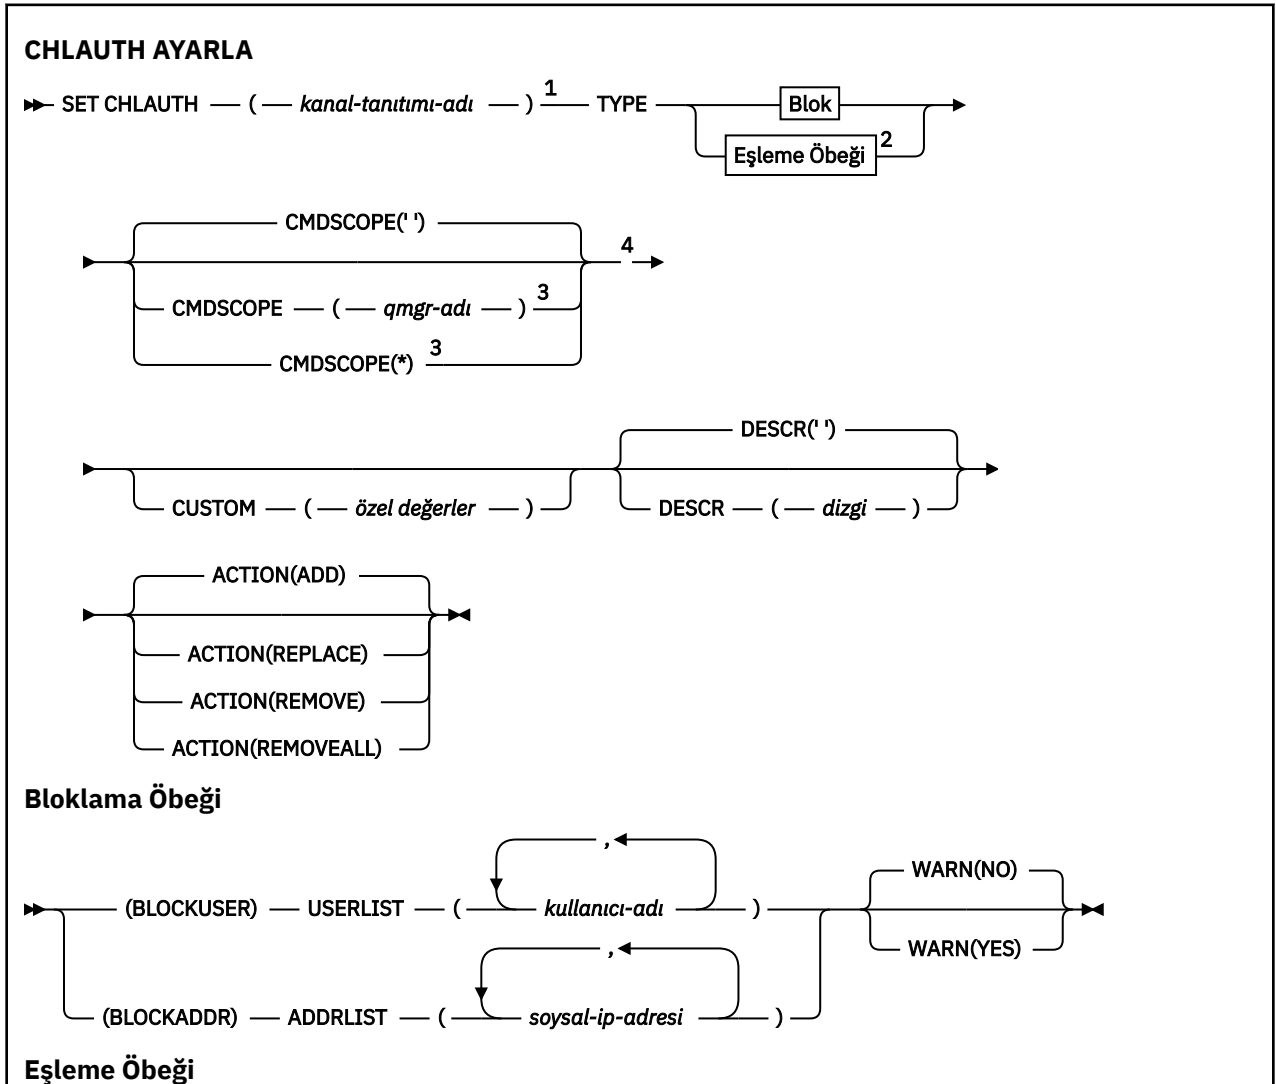 CHLAUTH AYARLA
SET CHLAUTH ( kanal-tanıtımı-adı ) 1 TYPE Blok
Eşleme Öbeği 2
CMDSCOPE(' ')
4
CMDSCOPE ( qmgr-adı ) 3
CMDSCOPE(*) 3
DESCR(' ')
CUSTOM ( özel değerler ) DESCR ( dizgi )
ACTION(ADD)
ACTION(REPLACE)
ACTION(REMOVE)
ACTION(REMOVEALL)
Bloklama Öbeği
,
WARN(NO)
(BLOCKUSER) USERLIST ( kullanıcı-adı )
WARN(YES)
,
(BLOCKADDR) ADDRLIST ( soysal-ip-adresi )
Eşleme Öbeği